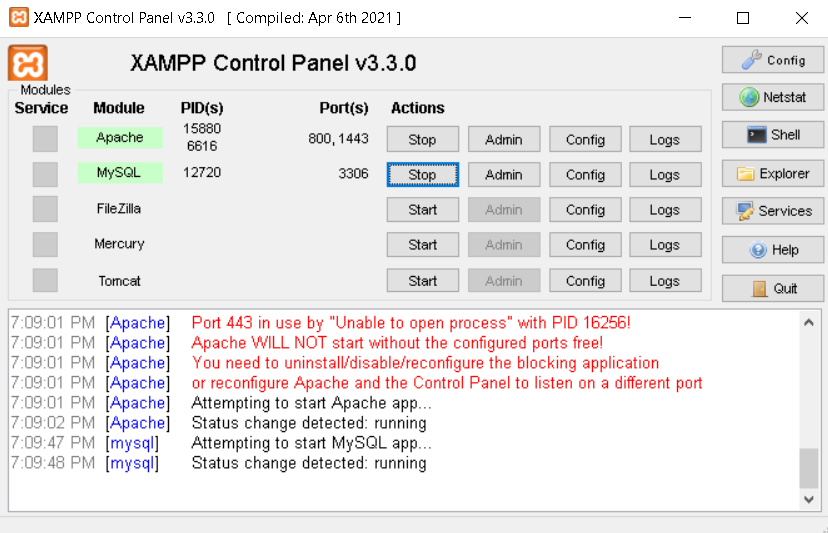 XAMPP Control Panel v3.3.0 [ Compiled: Apr 6th 2021 ]
XAMPP Control Panel v3.3.0
Config
Modules
Service Module PID(s) Port(s) Actions
Netstat
Apache 15880 6616 800, 1443 Stop Admin Config Logs
Shell
MySQL 12720 3306 Stop Admin Config Logs
Explorer
FileZilla Start Admin Config Logs
Services
Mercury Start Admin Config Logs
Help
Tomcat Start Admin Config Logs
Quit
7:09:01 PM [Apache] Port 443 in use by "Unable to open process" with PID 16256!
7:09:01 PM [Apache] Apache WILL NOT start without the configured ports free!
7:09:01 PM [Apache] You need to uninstall/disable/reconfigure the blocking application
7:09:01 PM [Apache] or reconfigure Apache and the Control Panel to listen on a different port
7:09:01 PM [Apache] Attempting to start Apache app...
7:09:02 PM [Apache] Status change detected: running
7:09:47 PM [mysql] Attempting to start MySQL app...
7:09:48 PM [mysql] Status change detected: running